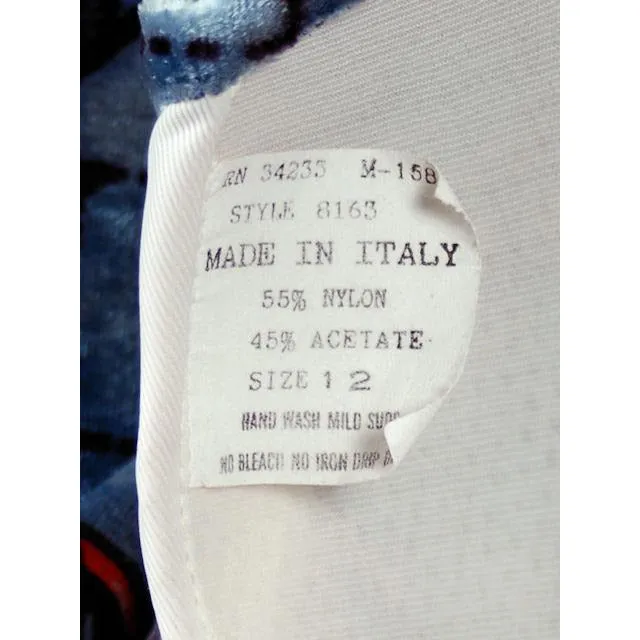 RN 34233 M-158
STYLE 8163
MADE IN ITALY
55% NYLON
45% ACETATE
SIZE 12
HAND WASH MILD
NO BLEACH NO IRON DRIP